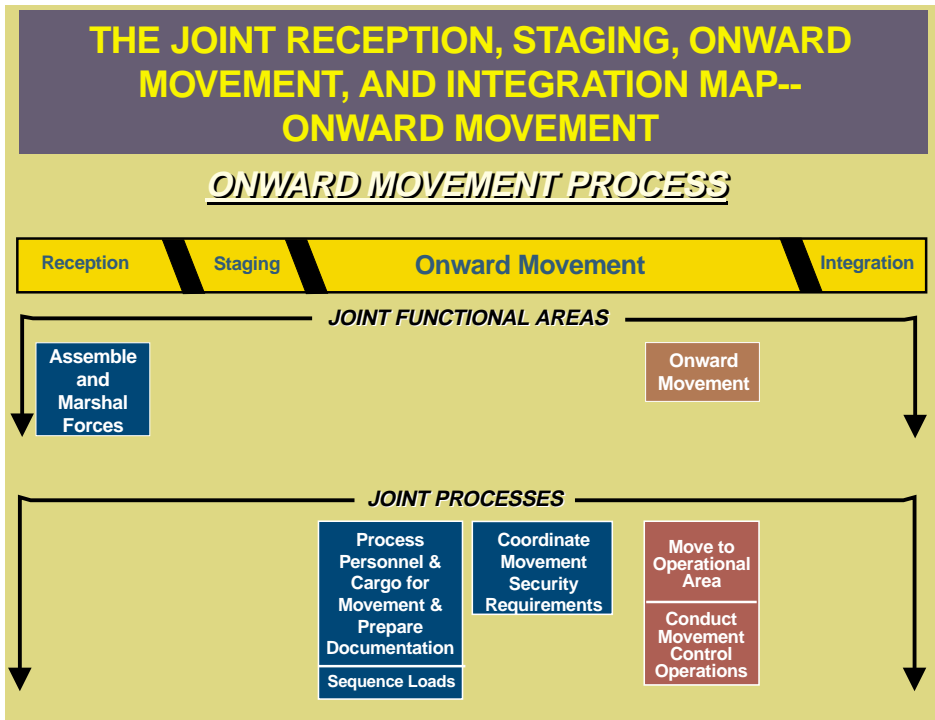 THE JOINT RECEPTION, STAGING, ONWARD
MOVEMENT, AND INTEGRATION MAP--
ONWARD MOVEMENT
ONWARD MOVEMENT PROCESS
Reception
Staging
Onward Movement
Integration
JOINT FUNCTIONAL AREAS
Assemble
and
Marshal
Forces
Onward
Movement
JOINT PROCESSES
Process
Personnel &
Cargo for
Movement &
Prepare
Documentation
Sequence Loads
Coordinate
Movement
Security
Requirements
Move to
Operational
Area
Conduct
Movement
Control
Operations